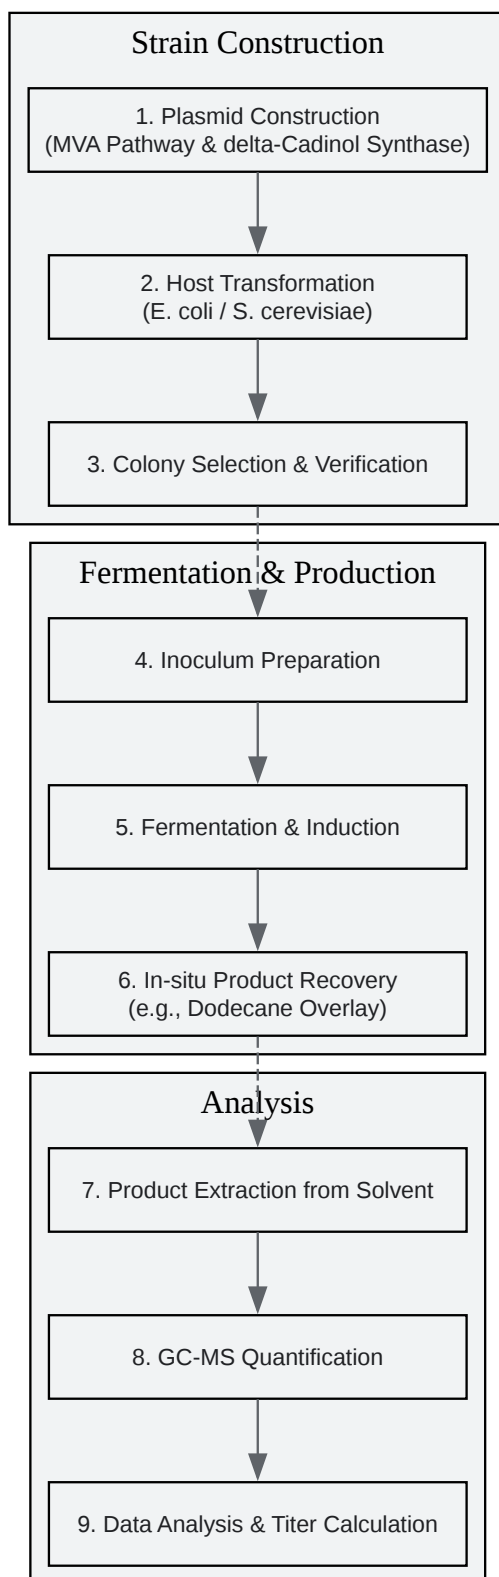 Strain Construction
1. Plasmid Construction
(MVA Pathway & delta-Cadinol Synthase)
2. Host Transformation
(E. coli / S. cerevisiae)
3. Colony Selection & Verification
Fermentation & Production
4. Inoculum Preparation
5. Fermentation & Induction
6. In-situ Product Recovery
(e.g., Dodecane Overlay)
Analysis
7. Product Extraction from Solvent
8. GC-MS Quantification
9. Data Analysis & Titer Calculation